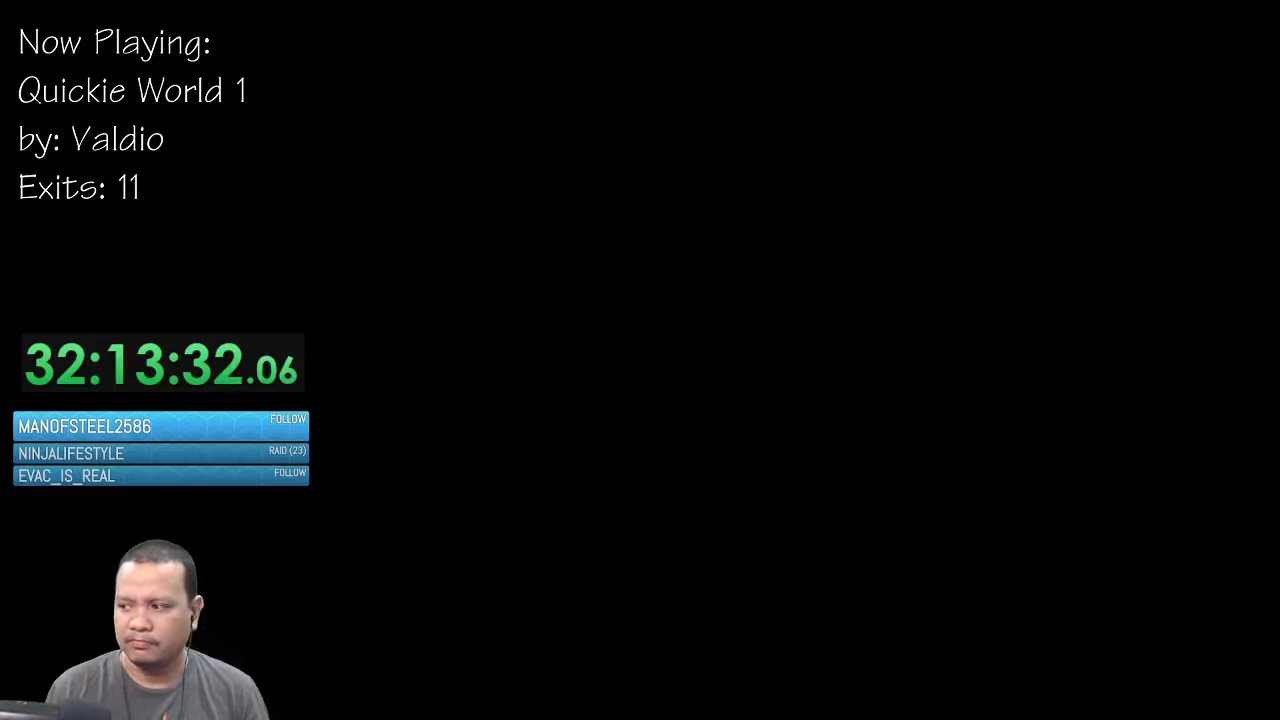 Now Playing:
Quickie World 1
by: Valdio
Exits: 11
32:13:32.06
MANOFSTEEL2586 FOLLOW
NINJALIFESTYLE RAID (23)
EVAC_IS_REAL FOLLOW